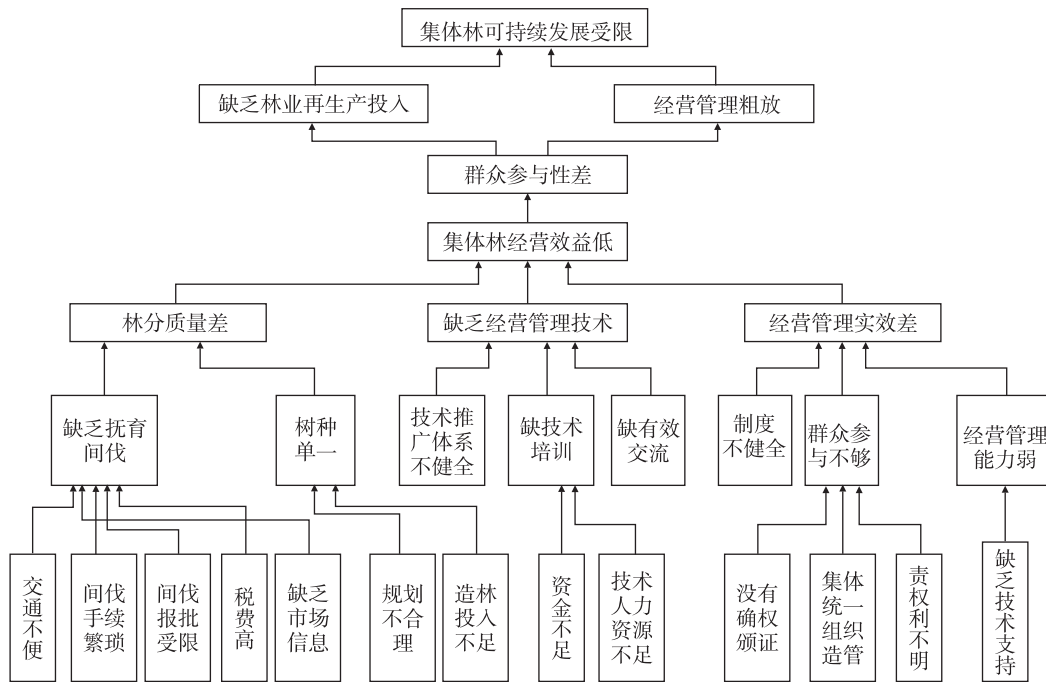 集体林可持续发展受限
缺乏林业再生产投入
经营管理粗放
群众参与性差
集体林经营效益低
林分质量差
缺乏经营管理技术
经营管理实效差
缺乏抚育
间伐
树种
单一
技术推
广体系
不健全
缺技术
培训
缺有效
交流
制度
不健全
群众参
与不够
经营管理
能力弱
交通不便
间伐
手续
繁琐
间伐
报批
受限
税费高
缺乏
市场
信息
规划
不合
理
造林
投入
不足
资金不足
技术
人力
资源
不足
没有
确权
颁证
集体
统一
组织
造管
责权利不明
缺乏技术支持